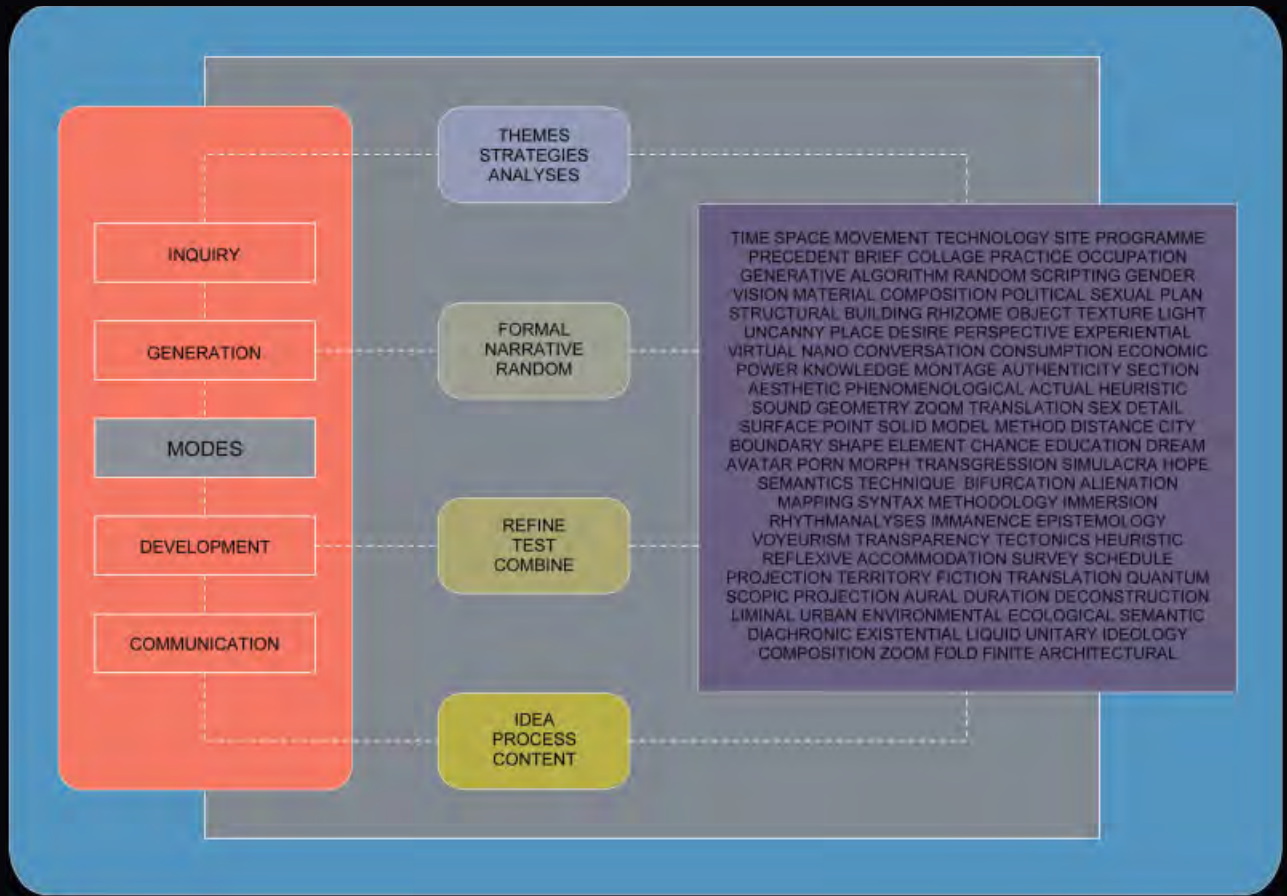 INQUIRY
GENERATION
MODES
DEVELOPMENT
COMMUNICATION
THEMES
STRATEGIES
ANALYSES
FORMAL
NARRATIVE
RANDOM
REFINE
TEST
COMBINE
IDEA
PROCESS
CONTENT
TIME SPACE MOVEMENT TECHNOLOGY SITE PROGRAMME
PRECEDENT BRIEF COLLAGE PRACTICE OCCUPATION
GENERATIVE ALGORITHM RANDOM SCRIPTING GENDER
VISION MATERIAL COMPOSITION POLITICAL SEXUAL PLAN
STRUCTURAL BUILDING RHIZOME OBJECT TEXTURE LIGHT
UNCANNY PLACE DESIRE PERSPECTIVE EXPERIENTIAL
VIRTUAL NANO CONVERSATION CONSUMPTION ECONOMIC
POWER KNOWLEDGE MONTAGE AUTHENTICITY SECTION
AESTHETIC PHENOMENOLOGICAL ACTUAL HEURISTIC
SOUND GEOMETRY ZOOM TRANSLATION SEX DETAIL
SURFACE POINT SOLID MODEL METHOD DISTANCE CITY
BOUNDARY SHAPE ELEMENT CHANCE EDUCATION DREAM
AVATAR PORN MORPH TRANSGRESSION SIMULACRA HOPE
SEMANTICS TECHNIQUE BIFURCATION ALIENATION
MAPPING SYNTAX METHODOLOGY IMMERSION
RHYTHMANALYSES IMMANENCE EPISTEMOLOGY
VOYEURISM TRANSPARENCY TECTONICS HEURISTIC
REFLEXIVE ACCOMMODATION SURVEY SCHEDULE
PROJECTION TERRITORY FICTION TRANSLATION QUANTUM
SCOPIC PROJECTION AURAL DURATION DECONSTRUCTION
LIMINAL URBAN ENVIRONMENTAL ECOLOGICAL SEMANTIC
DIACHRONIC EXISTENTIAL LIQUID UNITARY IDEOLOGY
COMPOSITION ZOOM FOLD FINITE ARCHITECTURAL